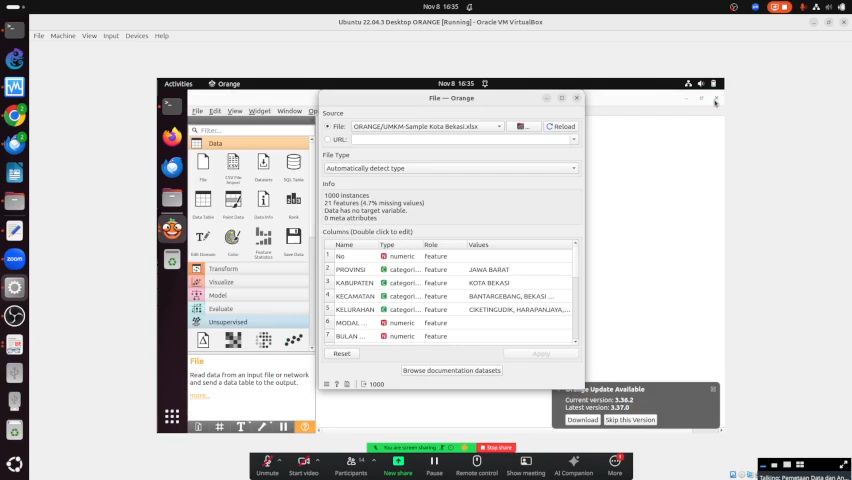 Nov 8 16:35
Ubuntu 22.04.3 Desktop ORANGE [Running] - Oracle VM VirtualBox
File Machine View Input Devices Help
Activities Orange Nov 8 16:35
File Edit View Widget Window
File — Orange
Source
File: ORANGE/UMKM-Sample Kota Bekasi.xlsx ... Reload
URL:
File Type
Automatically detect type
Info
1000 instances
21 features (4.7% missing values)
Data has no target variable.
0 meta attributes
Columns (Double click to edit)
Name Type Role Values
1 No numeric feature
2 PROVINSI categori... feature JAWA BARAT
3 KABUPATEN categori... feature KOTA BEKASI
4 KECAMATAN categori... feature BANTARGEBANG, BEKASI ...
5 KELURAHAN categori... feature CIKETINGUDIK, HARAPANJAYA,...
6 MODAL ... numeric feature
7 BULAN ... numeric feature
Reset Apply
Browse documentation datasets
1000
Filter...
Data
File CSV File Import Datasets SQL Table
Data Table Paint Data Data Info Rank
Edit Domain Color Feature Statistics Save Data
Transform
Visualize
Model
Evaluate
Unsupervised
File
Read data from an input file or network
and send a data table to the output.
more...
Orange Update Available
Current version: 3.36.2
Latest version: 3.37.0
Download Skip this Version
You are screen sharing Stop share
Unmute Start video Participants 14 New share Pause Remote control Show meeting AI Companion More
Talking: Pemetaan Data dan An...
zoom